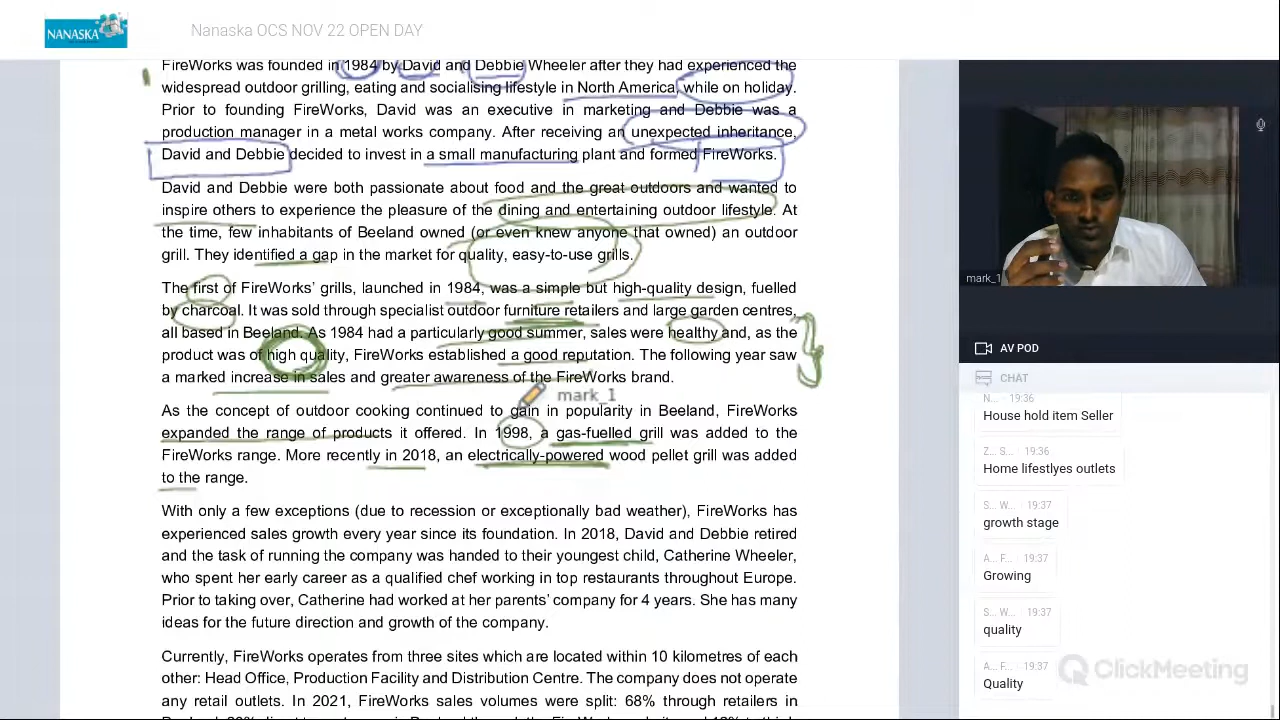 NANASKA
Nanaska OCS NOV 22 OPEN DAY
FireWorks was founded in 1984 by David and Debbie Wheeler after they had experienced the
widespread outdoor grilling, eating and socialising lifestyle in North America, while on holiday.
Prior to founding FireWorks, David was an executive in marketing and Debbie was a
production manager in a metal works company. After receiving an unexpected inheritance,
David and Debbie decided to invest in a small manufacturing plant and formed FireWorks.
David and Debbie were both passionate about food and the great outdoors and wanted to
inspire others to experience the pleasure of the dining and entertaining outdoor lifestyle. At
the time, few inhabitants of Beeland owned (or even knew anyone that owned) an outdoor
grill. They identified a gap in the market for quality, easy-to-use grills.
The first of FireWorks' grills, launched in 1984, was a simple but high-quality design, fuelled
by charcoal. It was sold through specialist outdoor furniture retailers and large garden centres,
all based in Beeland. As 1984 had a particularly good summer, sales were healthy and, as the
product was of high quality, FireWorks established a good reputation. The following year saw
a marked increase in sales and greater awareness of the FireWorks brand.
mark_1
As the concept of outdoor cooking continued to gain in popularity in Beeland, FireWorks
expanded the range of products it offered. In 1998, a gas-fuelled grill was added to the
FireWorks range. More recently in 2018, an electrically-powered wood pellet grill was added
to the range.
With only a few exceptions (due to recession or exceptionally bad weather), FireWorks has
experienced sales growth every year since its foundation. In 2018, David and Debbie retired
and the task of running the company was handed to their youngest child, Catherine Wheeler,
who spent her early career as a qualified chef working in top restaurants throughout Europe.
Prior to taking over, Catherine had worked at her parents' company for 4 years. She has many
ideas for the future direction and growth of the company.
Currently, FireWorks operates from three sites which are located within 10 kilometres of each
other: Head Office, Production Facility and Distribution Centre. The company does not operate
any retail outlets. In 2021, FireWorks sales volumes were split: 68% through retailers in
mark_1
AV POD
CHAT
N... 19:36
House hold item Seller
Z... S... 19:36
Home lifestlyes outlets
S... W... 19:37
growth stage
A... F... 19:37
Growing
S... W... 19:37
quality
A... F... 19:37
Quality
ClickMeeting